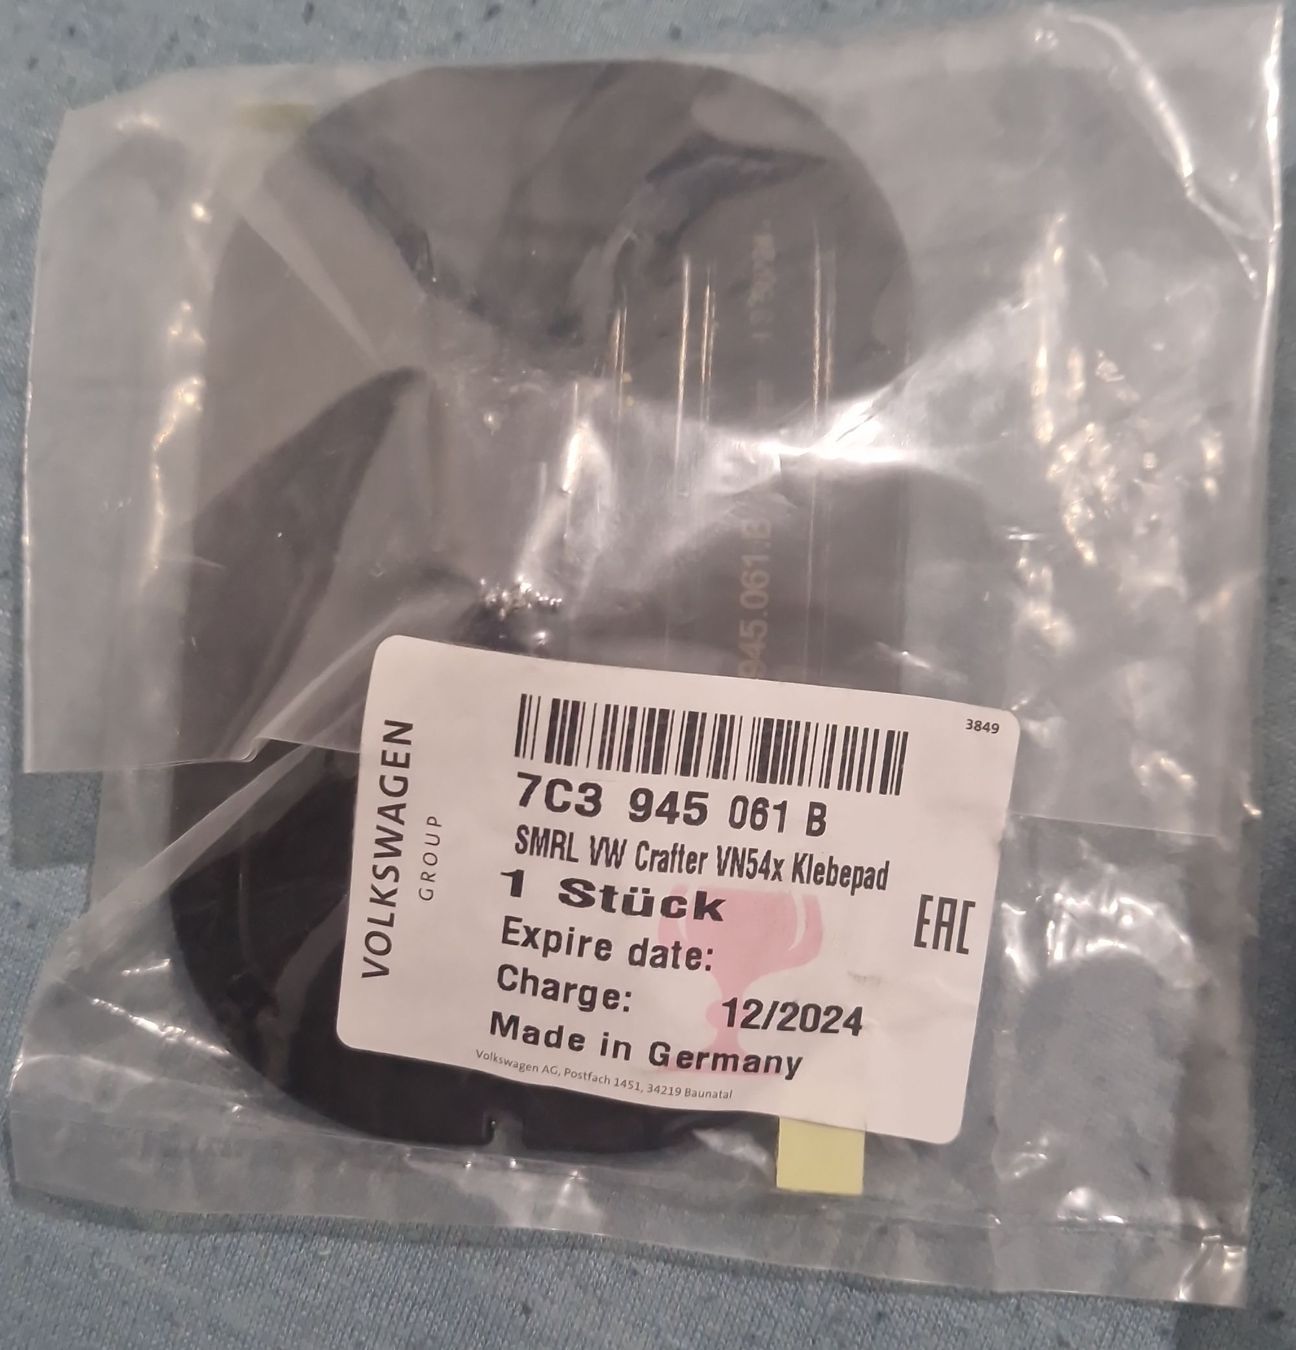 945.061.B
3849
7C3 945 061 B
SMRL VW Crafter VN54x Klebepad
1 Stück
Expire date:
Charge: 12/2024
Made in Germany
Volkswagen AG, Postfach 1451, 34219 Baunatal
VOLKSWAGEN
GROUP
EAC